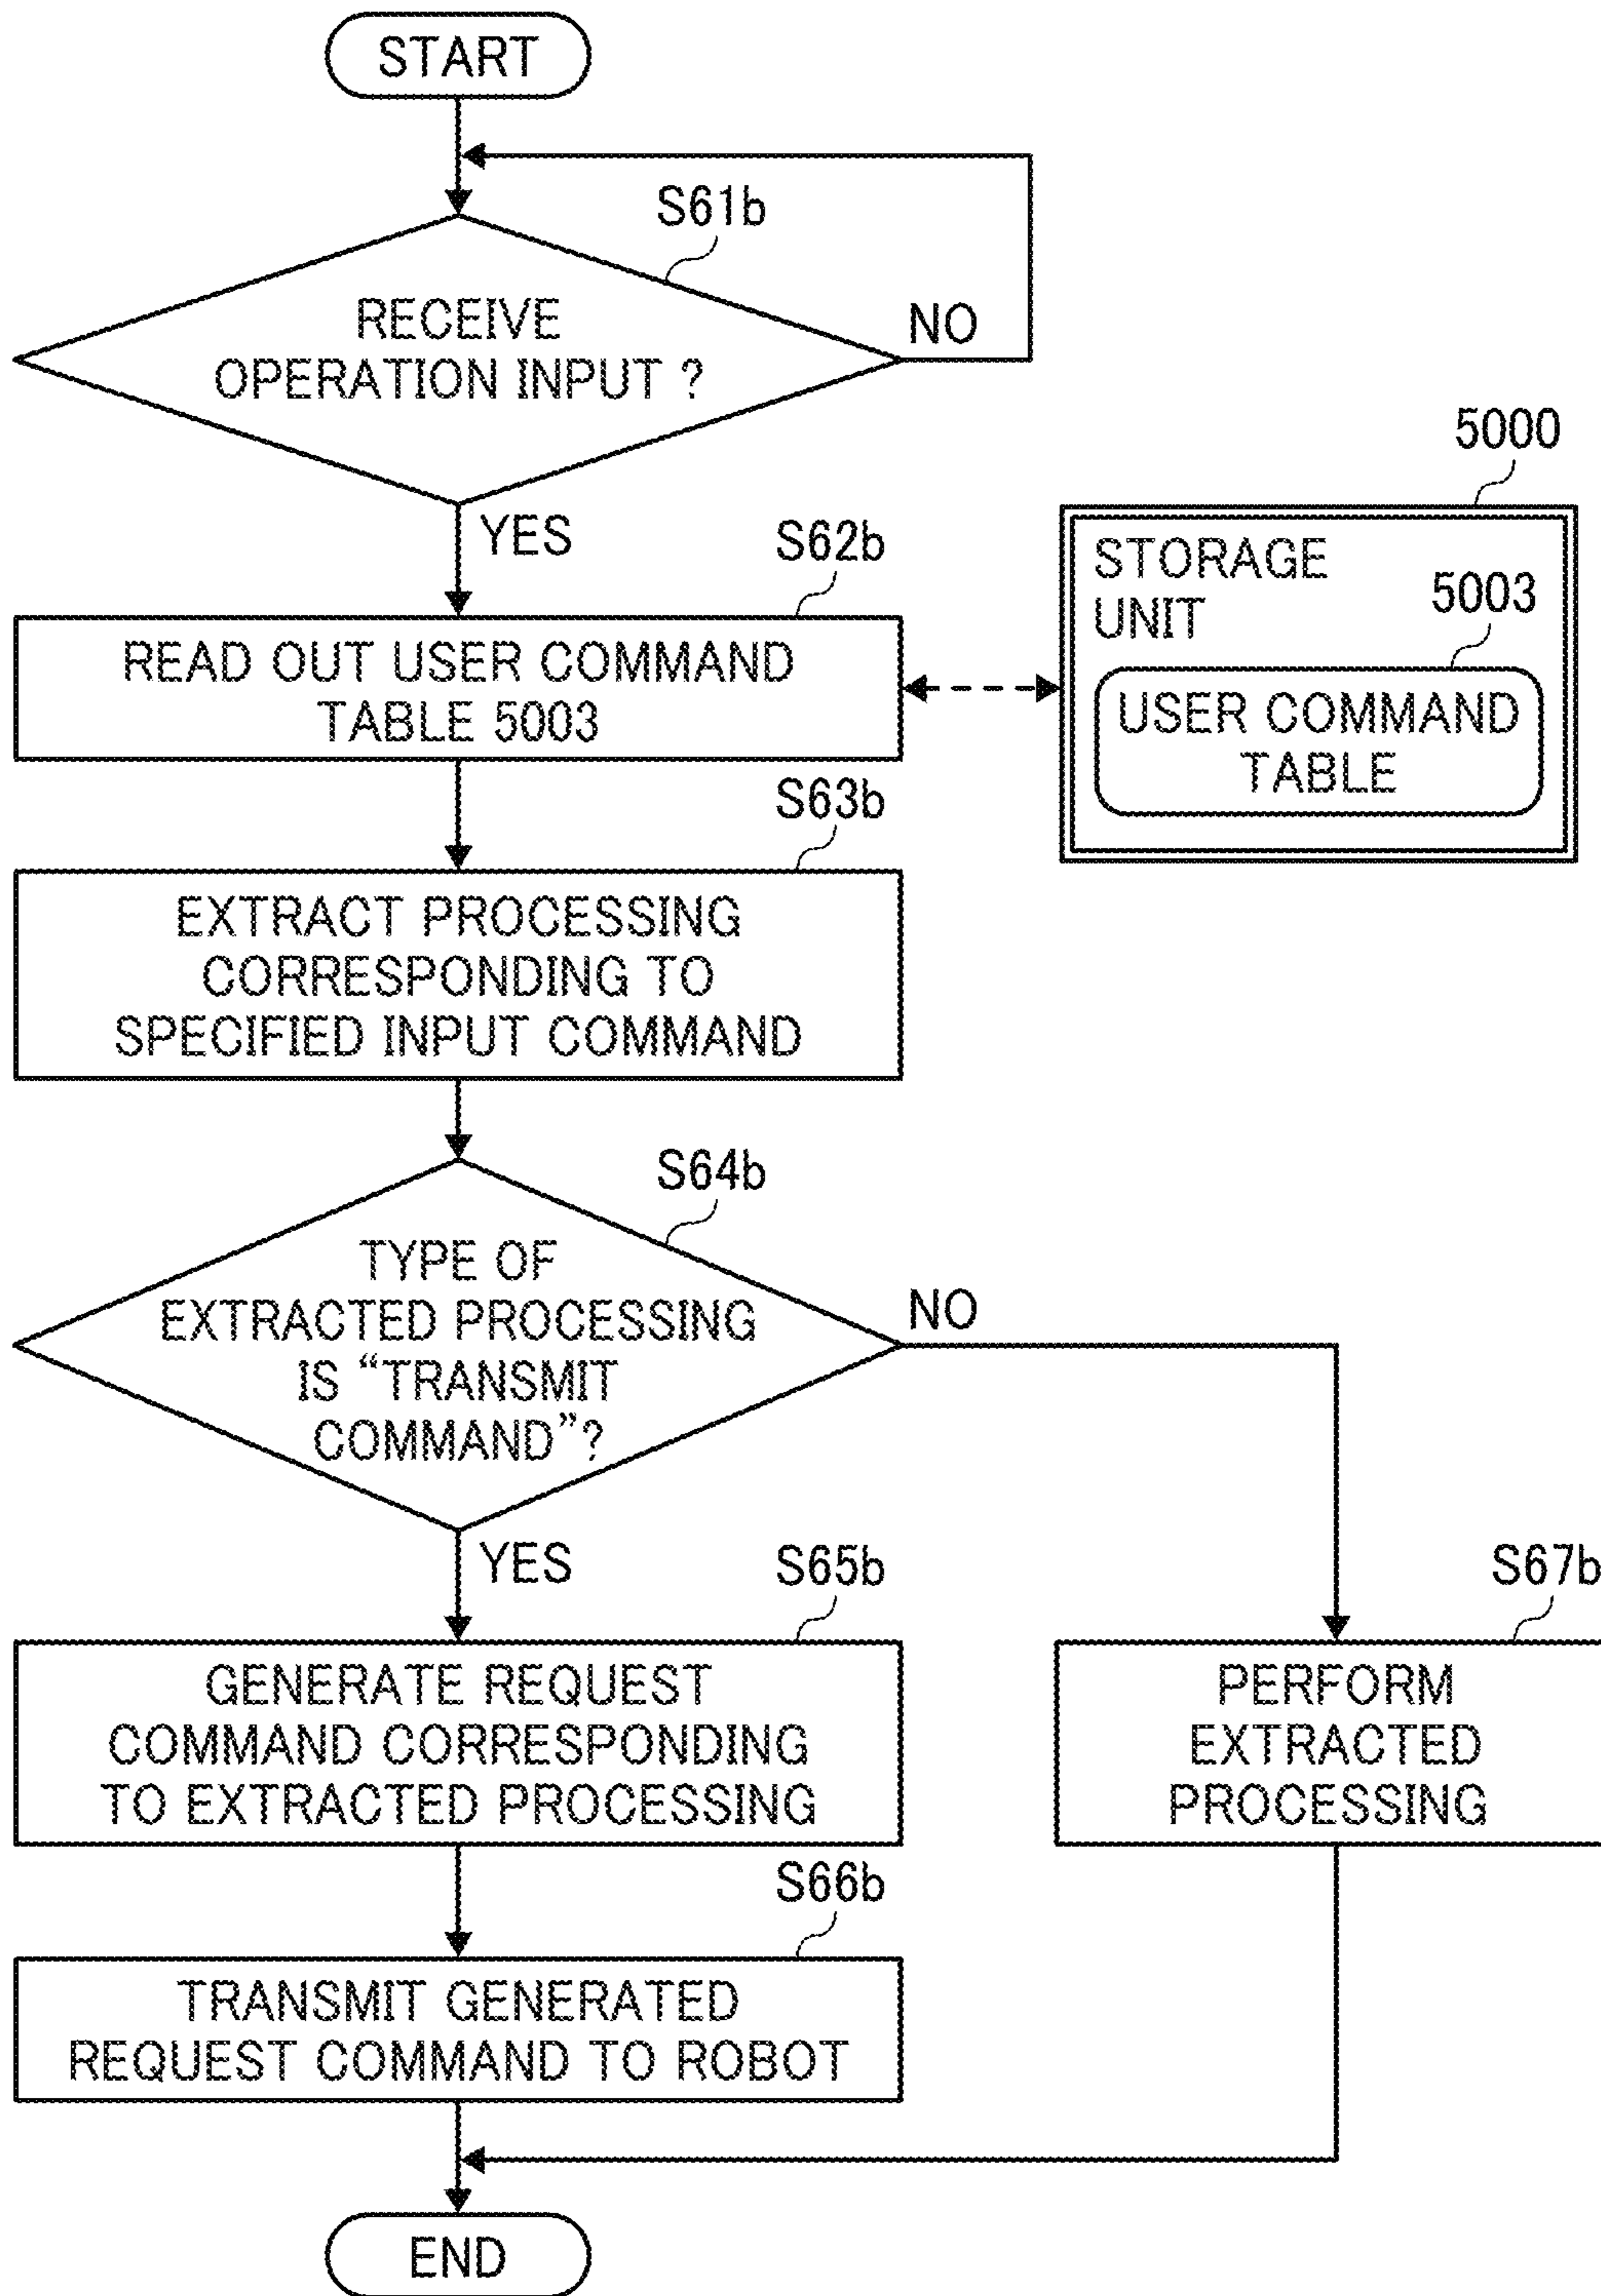 START
S61b
RECEIVE
OPERATION INPUT ?
NO
YES
S62b
READ OUT USER COMMAND
TABLE 5003
5000
STORAGE
UNIT
5003
USER COMMAND
TABLE
S63b
EXTRACT PROCESSING
CORRESPONDING TO
SPECIFIED INPUT COMMAND
S64b
TYPE OF
EXTRACTED PROCESSING
IS “TRANSMIT
COMMAND”?
NO
YES
S65b
GENERATE REQUEST
COMMAND CORRESPONDING
TO EXTRACTED PROCESSING
S67b
PERFORM
EXTRACTED
PROCESSING
S66b
TRANSMIT GENERATED
REQUEST COMMAND TO ROBOT
END